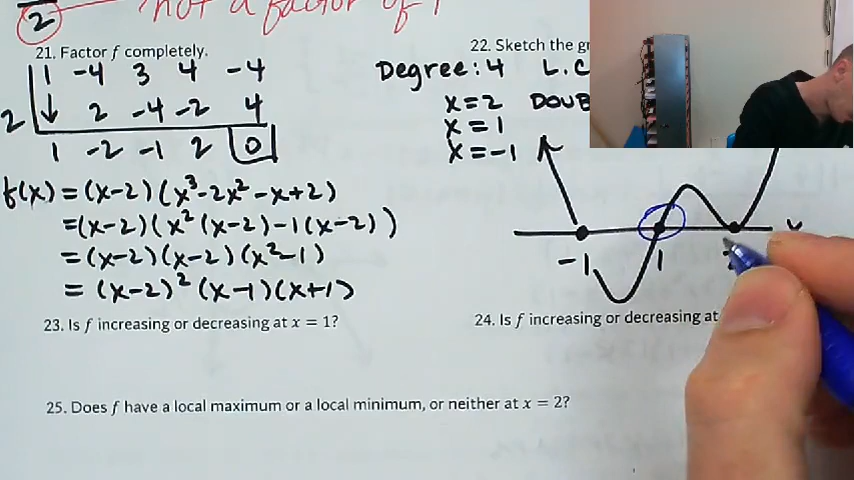 2 not a factor of 1
21. Factor f completely.
1 -4 3 4 -4
2 2 -4 -2 4
1 -2 -1 2 0
f(x) = (x-2)(x³-2x²-x+2)
=(x-2)(x²(x-2)-1(x-2))
= (x-2)(x-2)(x²-1)
= (x-2)²(x-1)(x+1)
22. Sketch the
Degree: 4 L.C
x=2 DOUB
x=1
x=-1
-1 1
23. Is f increasing or decreasing at x = 1?
24. Is f increasing or decreasing at
25. Does f have a local maximum or a local minimum, or neither at x = 2?